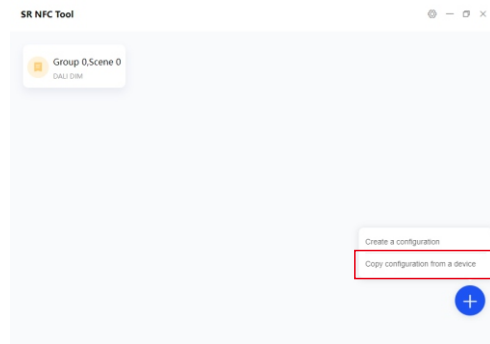 SR NFC Tool
Group 0,Scene 0
DALI DIM
Create a configuration
Copy configuration from a device